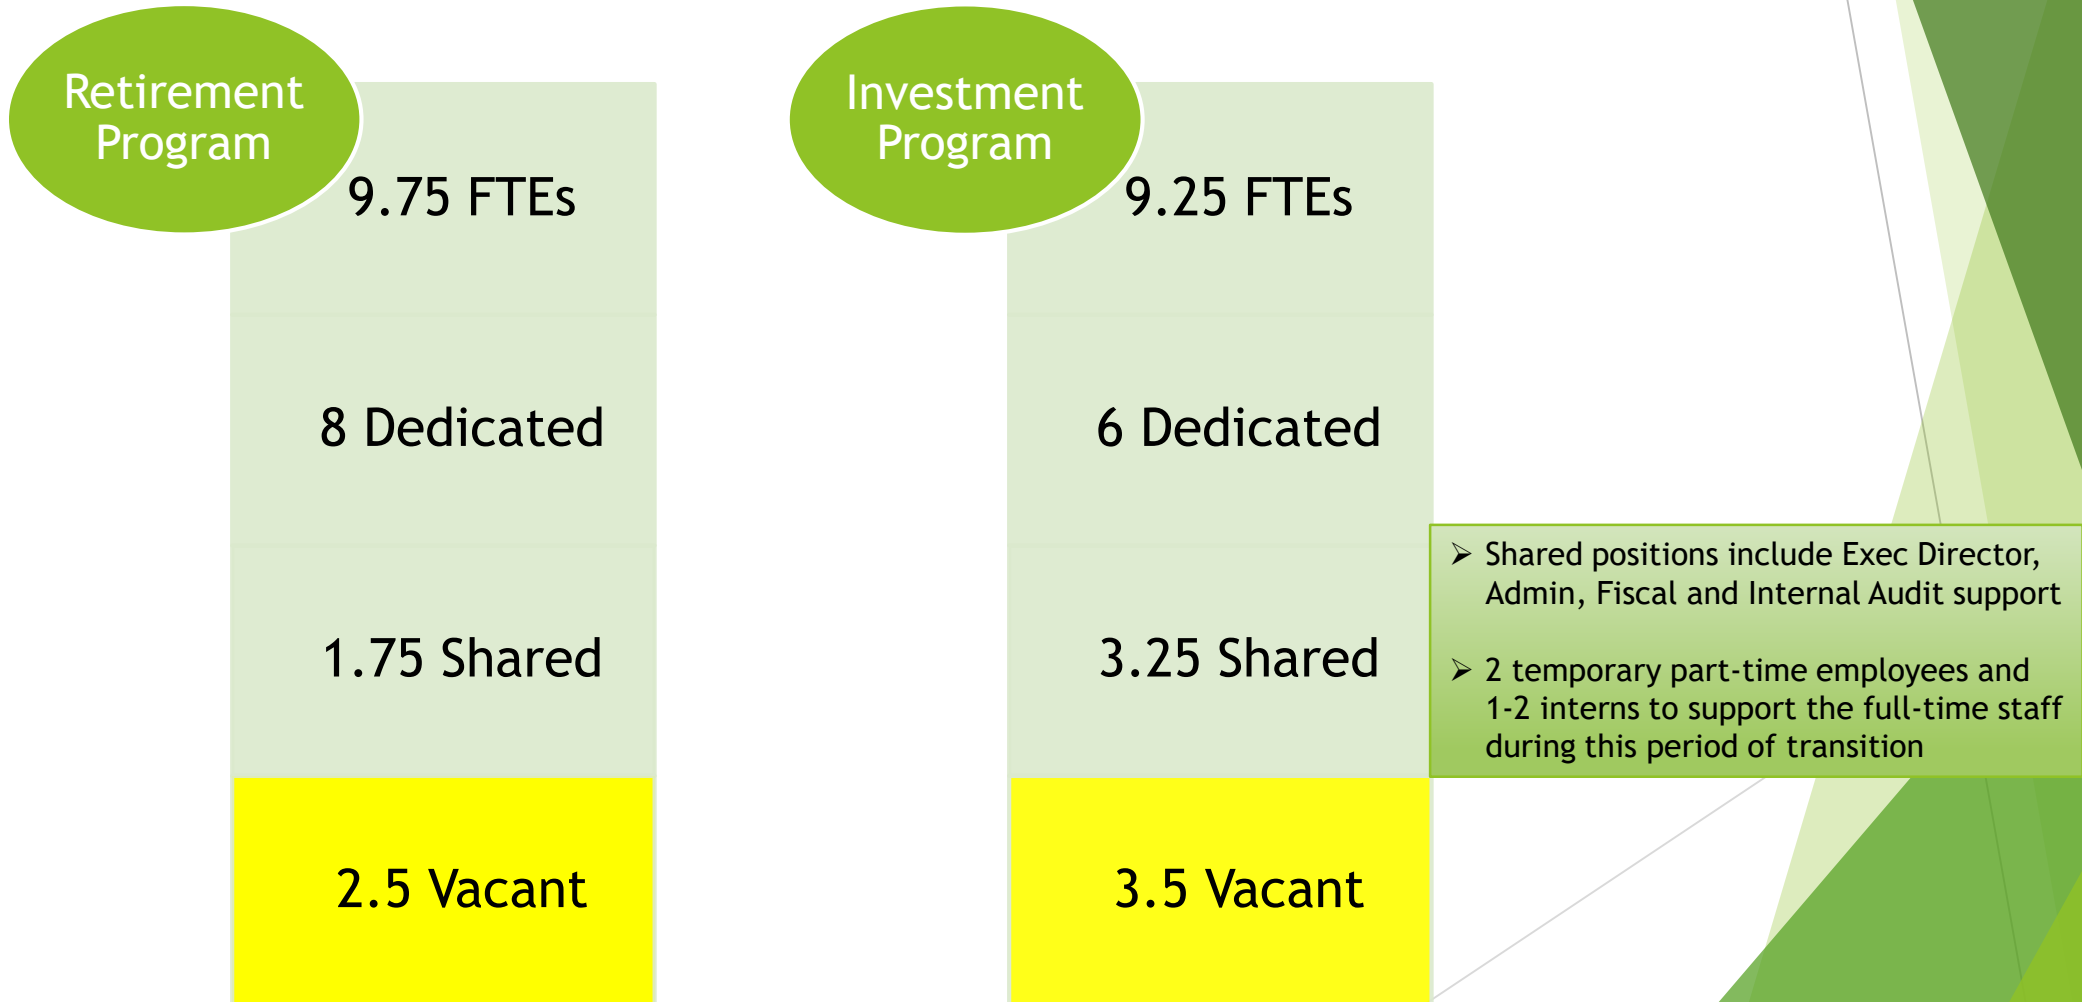 Retirement
Program
9.75 FTEs
8 Dedicated
1.75 Shared
2.5 Vacant
Investment
Program
9.25 FTEs
6 Dedicated
3.25 Shared
3.5 Vacant
➢ Shared positions include Exec Director,
Admin, Fiscal and Internal Audit support
➢ 2 temporary part-time employees and
1-2 interns to support the full-time staff
during this period of transition